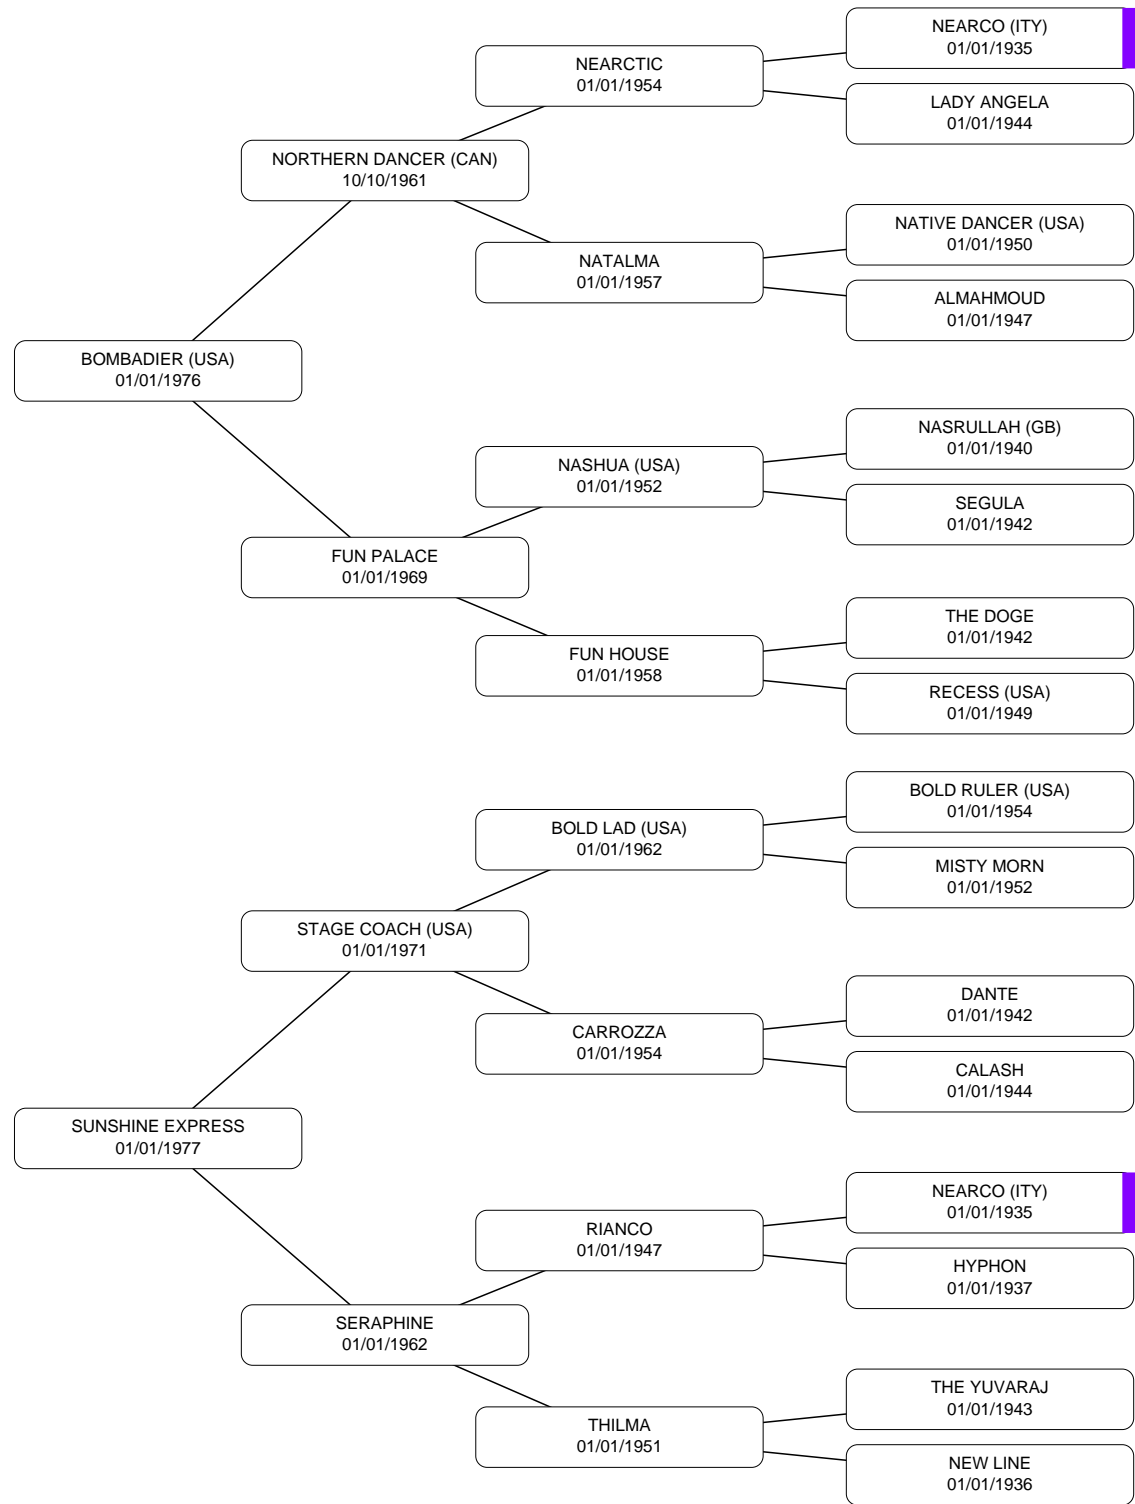 NEARCO (ITY)
01/01/1935
NEARCTIC
01/01/1954
LADY ANGELA
01/01/1944
NORTHERN DANCER (CAN)
10/10/1961
NATIVE DANCER (USA)
01/01/1950
NATALMA
01/01/1957
ALMAHMOUD
01/01/1947
BOMBADIER (USA)
01/01/1976
NASRULLAH (GB)
01/01/1940
NASHUA (USA)
01/01/1952
SEGULA
01/01/1942
FUN PALACE
01/01/1969
THE DOGE
01/01/1942
FUN HOUSE
01/01/1958
RECESS (USA)
01/01/1949
BOLD RULER (USA)
01/01/1954
BOLD LAD (USA)
01/01/1962
MISTY MORN
01/01/1952
STAGE COACH (USA)
01/01/1971
DANTE
01/01/1942
CARROZZA
01/01/1954
CALASH
01/01/1944
SUNSHINE EXPRESS
01/01/1977
NEARCO (ITY)
01/01/1935
RIANCO
01/01/1947
HYPHON
01/01/1937
SERAPHINE
01/01/1962
THE YUVARAJ
01/01/1943
THILMA
01/01/1951
NEW LINE
01/01/1936